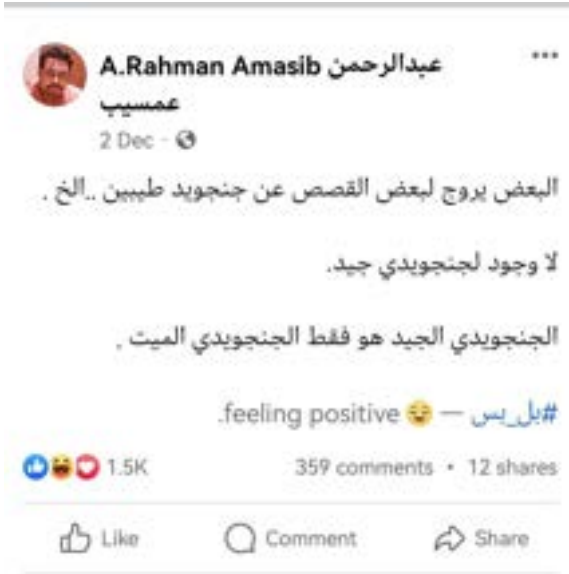 A.Rahman Amasib عبدالرحمن
عمسيب
2 Dec
البعض يروج لبعض القصص عن جنجويد طيبين ..الخ .
لا وجود لجنجويدي جيد.
الجنجويدي الجيد هو فقط الجنجويدي الميت .
#بل_بس — feeling positive.
1.5K 359 comments • 12 shares
Like Comment Share